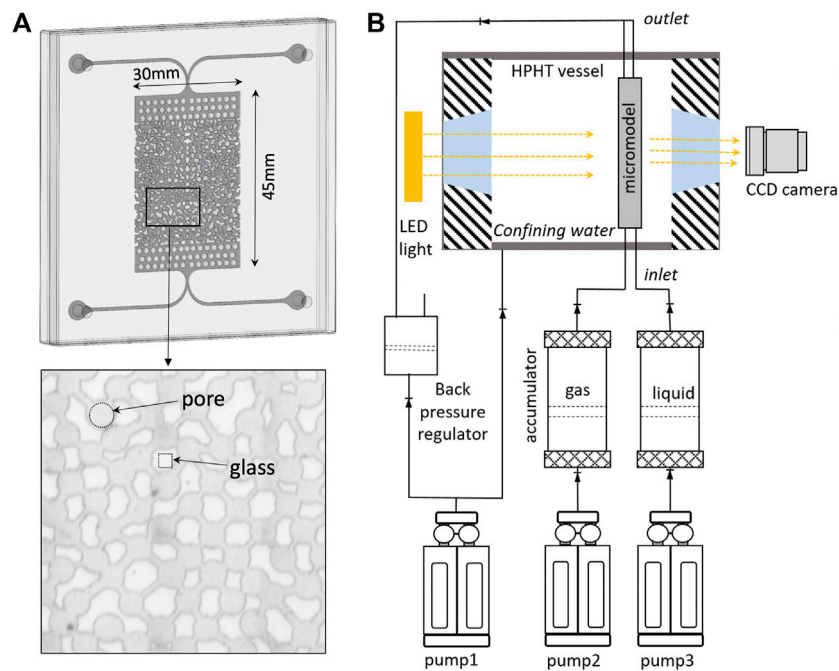 A
30mm
45mm
pore
glass
B
outlet
HPHT vessel
micromodel
LED
light
CCD camera
Confining water
inlet
Back
pressure
regulator
accumulator
gas
liquid
pump1
pump2
pump3